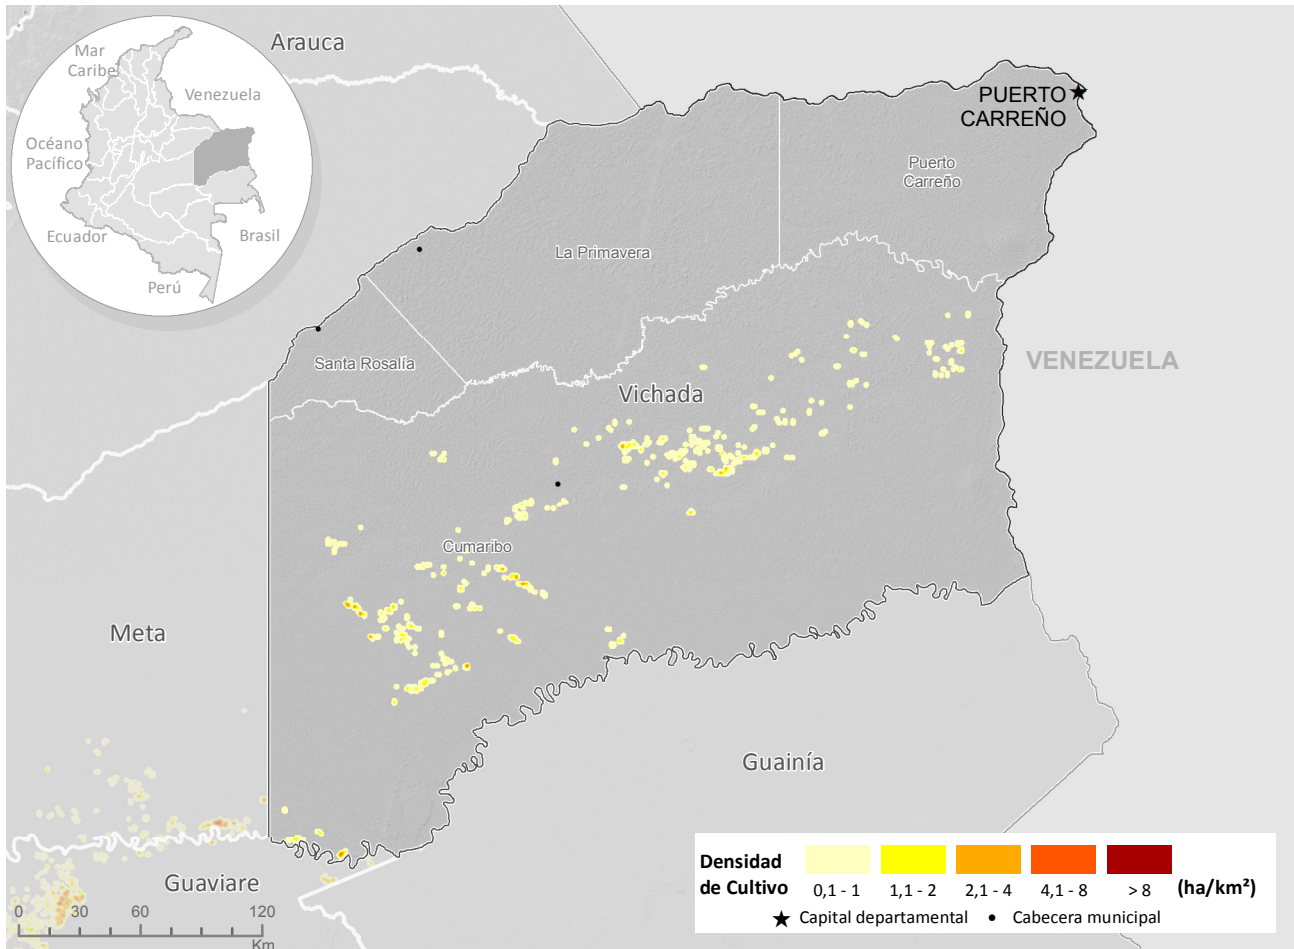 Arauca
Mar
Caribe
Venezuela
Océano
Pacífico
Ecuador
Brasil
Perú
PUERTO
CARREÑO
Puerto
Carreño
La Primavera
Santa Rosalía
Vichada
VENEZUELA
Cumaribo
Meta
Guainía
Guaviare
0 30 60 120
Km
Densidad
de Cultivo
0,1 - 1 1,1 - 2 2,1 - 4 4,1 - 8 > 8 (ha/km²)
Capital departamental Cabecera municipal